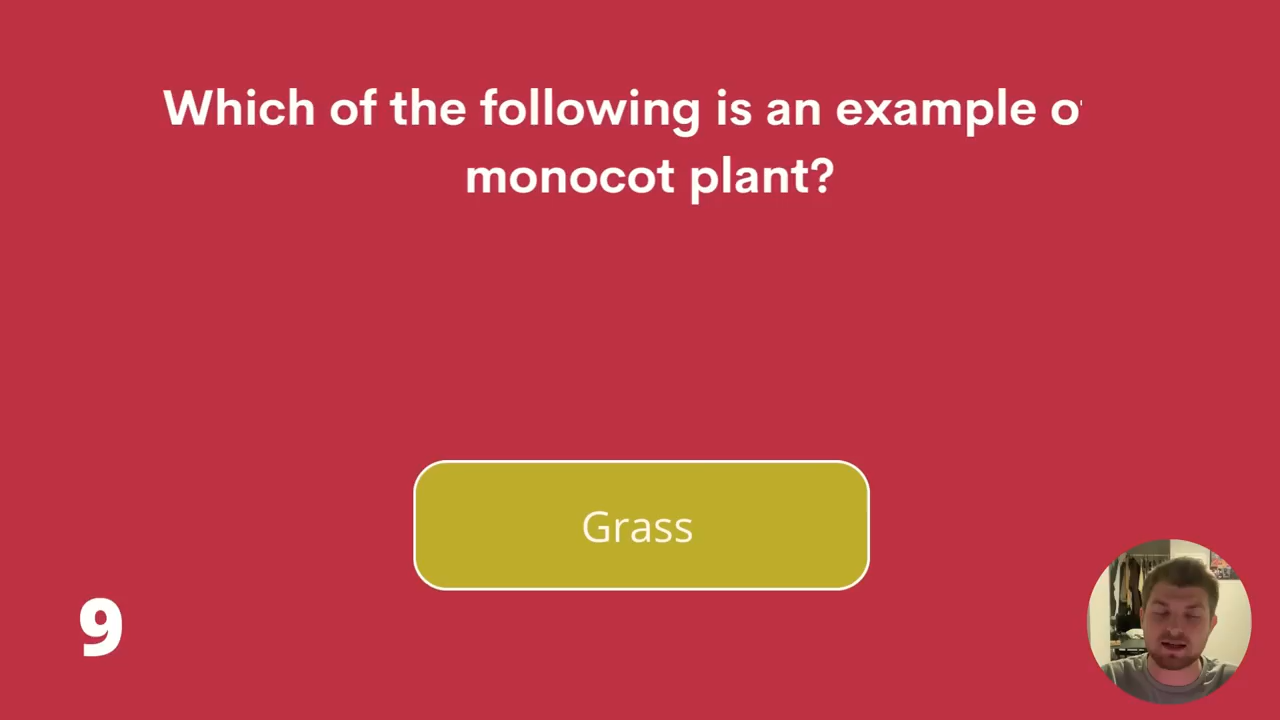 Which of the following is an example o
monocot plant?
Grass
9